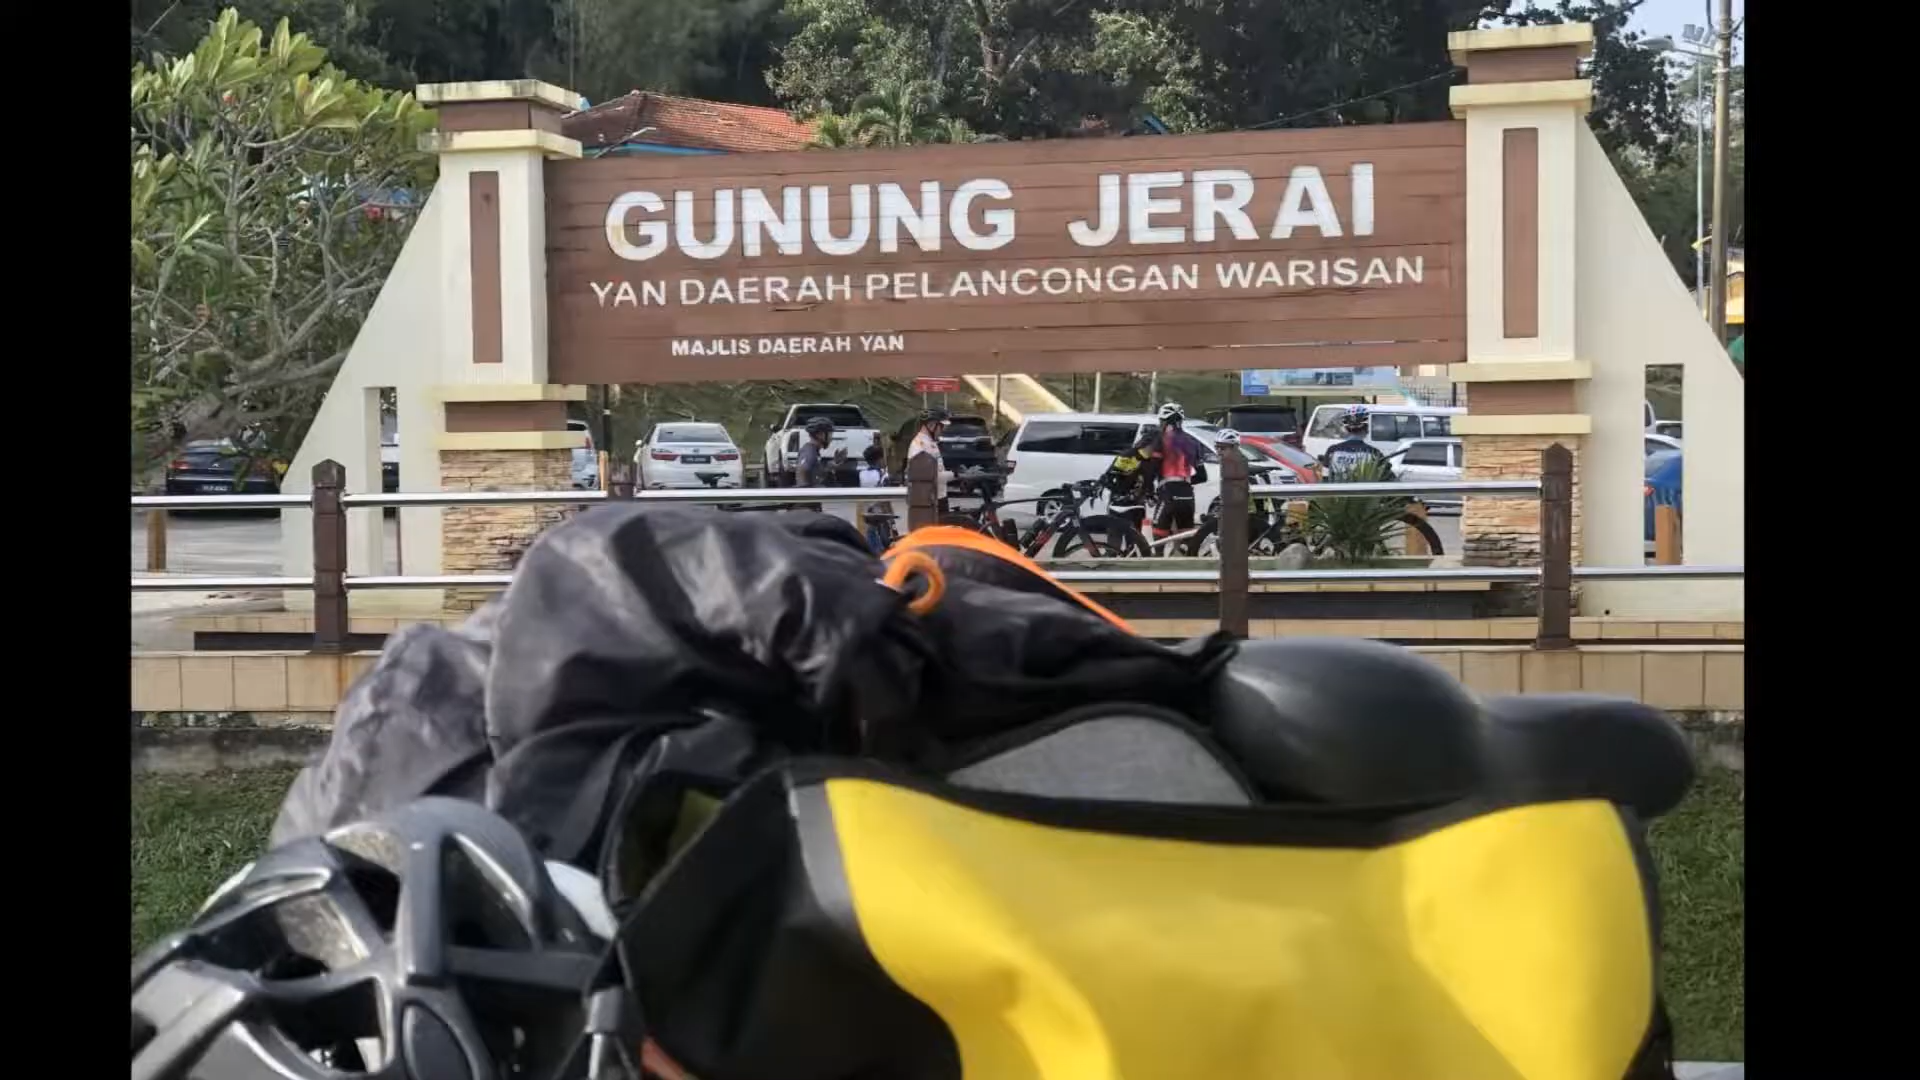 GUNUNG JERAI
YAN DAERAH PELANCONGAN WARISAN
MAJLIS DAERAH YAN